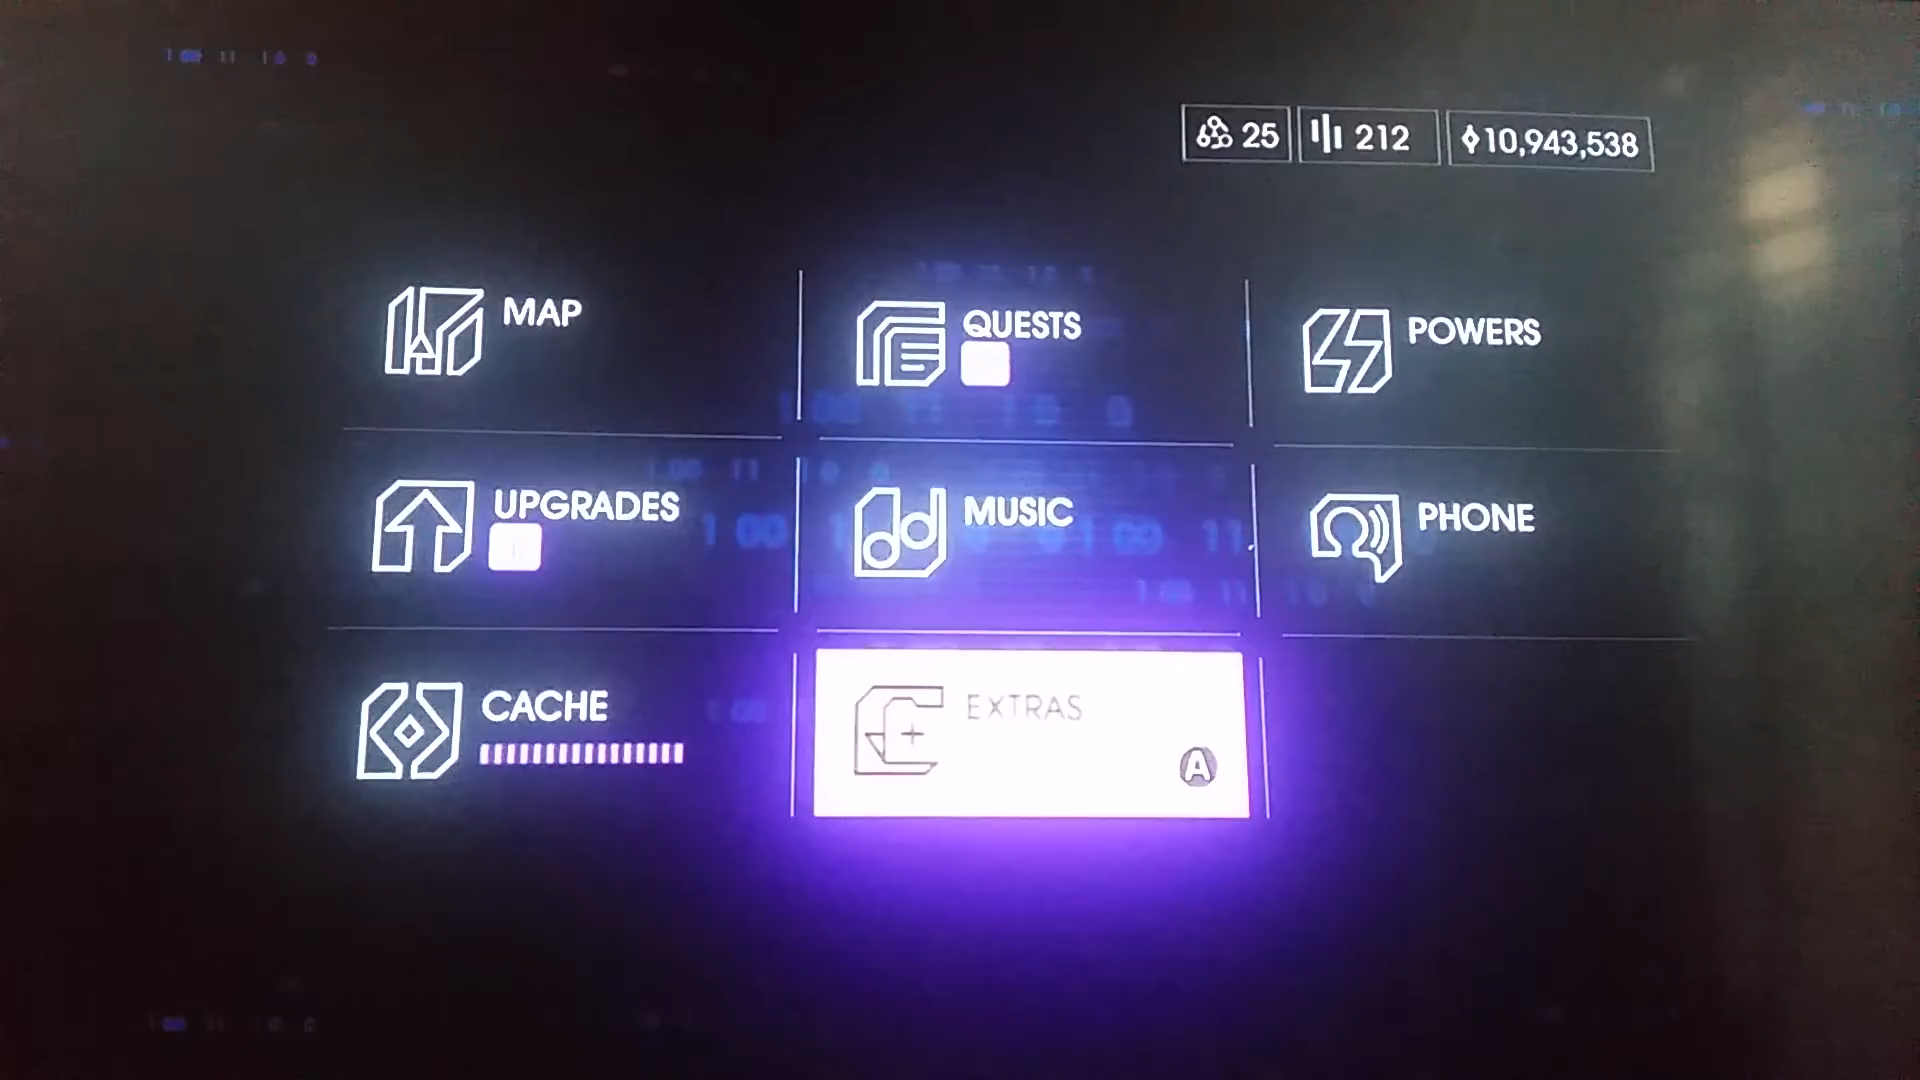 25 212 10,943,538
MAP QUESTS POWERS
UPGRADES MUSIC PHONE
CACHE EXTRAS
A